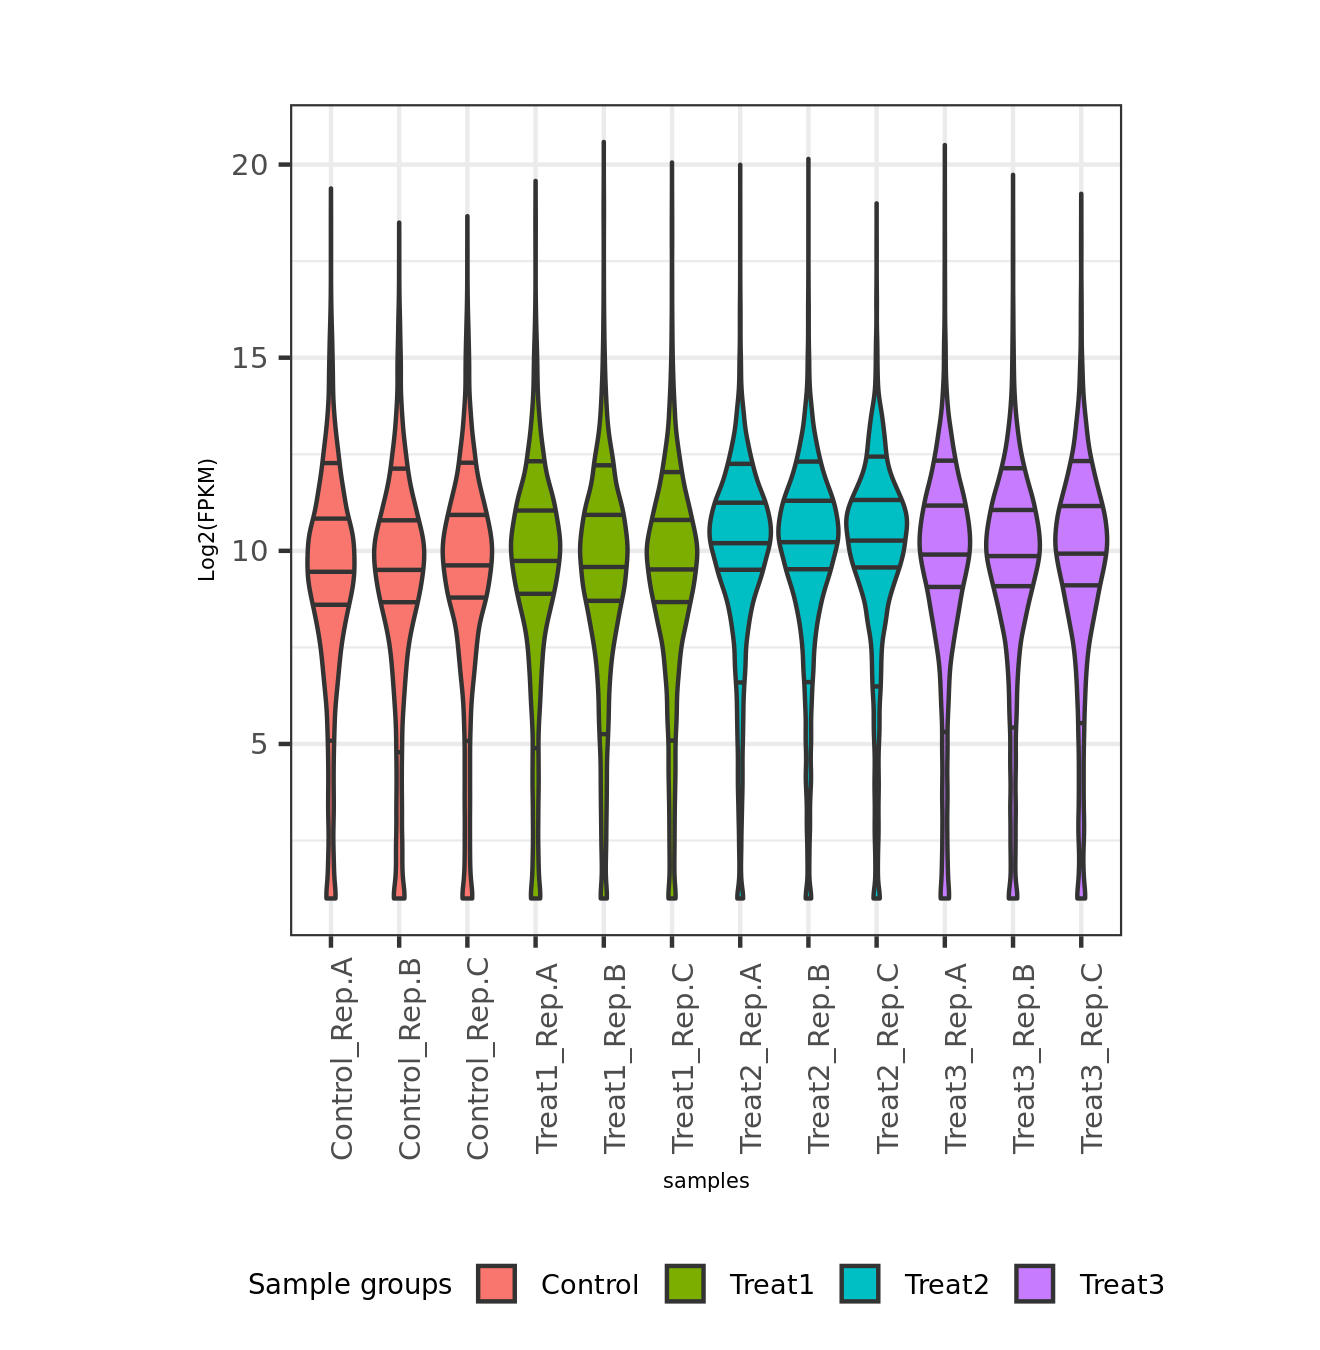 Log2(FPKM)
20
15
10
5
Control_Rep.A
Control_Rep.B
Control_Rep.C
Treat1_Rep.A
Treat1_Rep.B
Treat1_Rep.C
Treat2_Rep.A
Treat2_Rep.B
Treat2_Rep.C
Treat3_Rep.A
Treat3_Rep.B
Treat3_Rep.C
samples
Sample groups Control Treat1 Treat2 Treat3